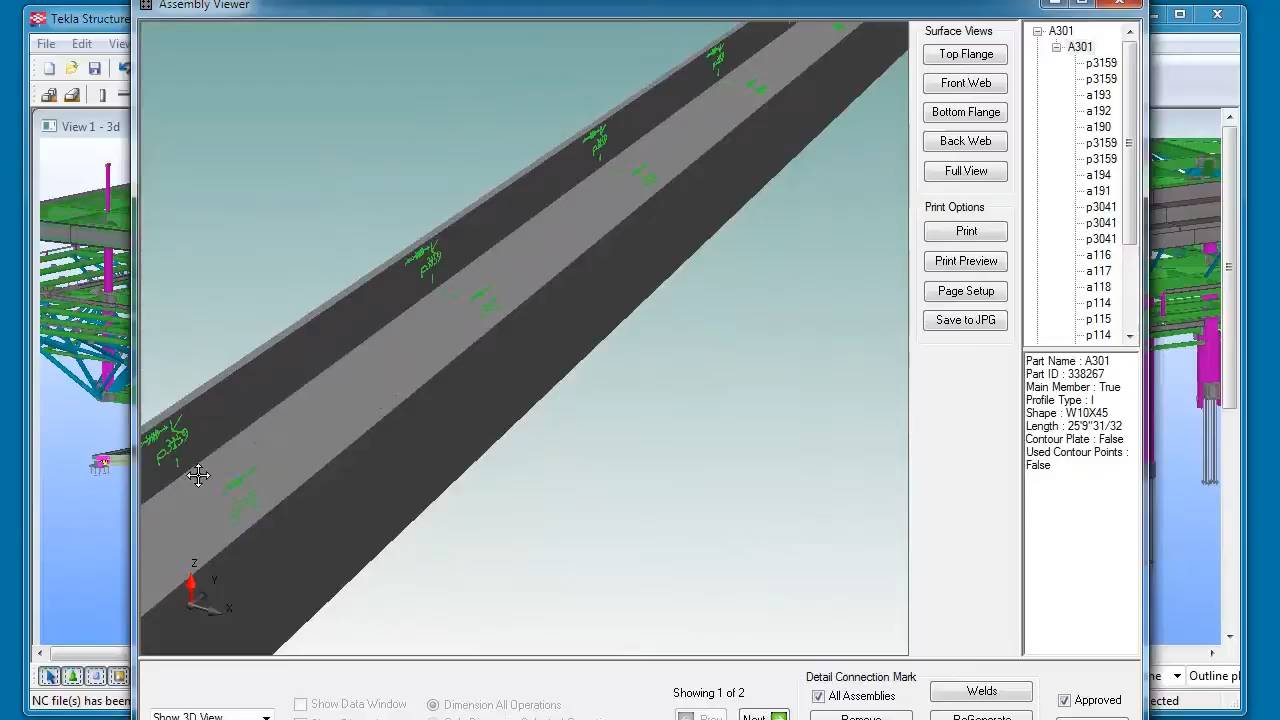 Assembly Viewer
Tekla Structure
File Edit View
View 1 - 3d
Surface Views
Top Flange
Front Web
Bottom Flange
Back Web
Full View
Print Options
Print
Print Preview
Page Setup
Save to JPG
A301
A301
p3159
p3159
a193
a192
a190
p3159
p3159
a194
a191
p3041
p3041
p3041
a116
a117
a118
p114
p115
p114
Part Name : A301
Part ID : 338267
Main Member : True
Profile Type : I
Shape : W10X45
Length : 25'9"31/32
Contour Plate : False
Used Contour Points :
False
Z
Y
X
Show Data Window
Dimension All Operations
Showing 1 of 2
Detail Connection Mark
All Assemblies
Welds
Approved
Show 3D View
Prev
Next
Remove
ReGenerate
NC file(s) has been
ne
Outline pl
ected